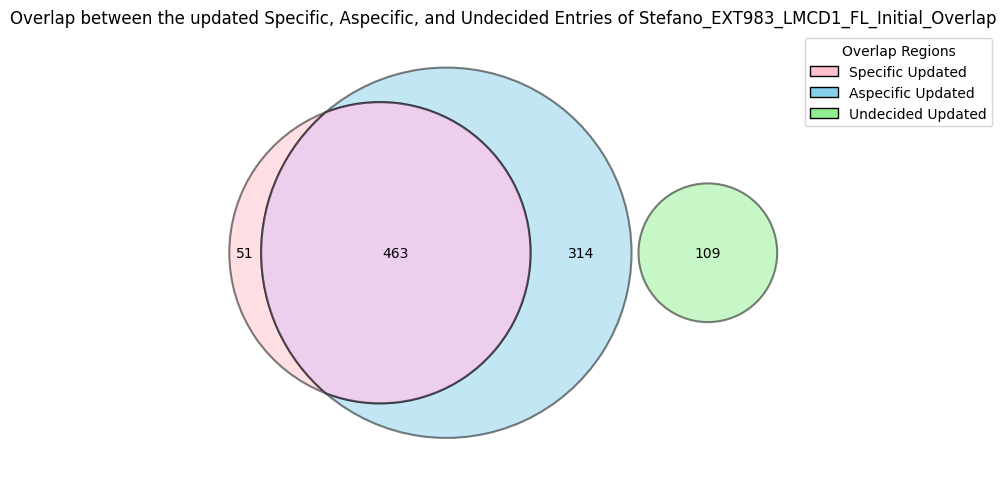 Overlap between the updated Specific, Aspecific, and Undecided Entries of Stefano_EXT983_LMCD1_FL_Initial_Overlap
Overlap Regions
Specific Updated
Aspecific Updated
Undecided Updated
51
463
314
109